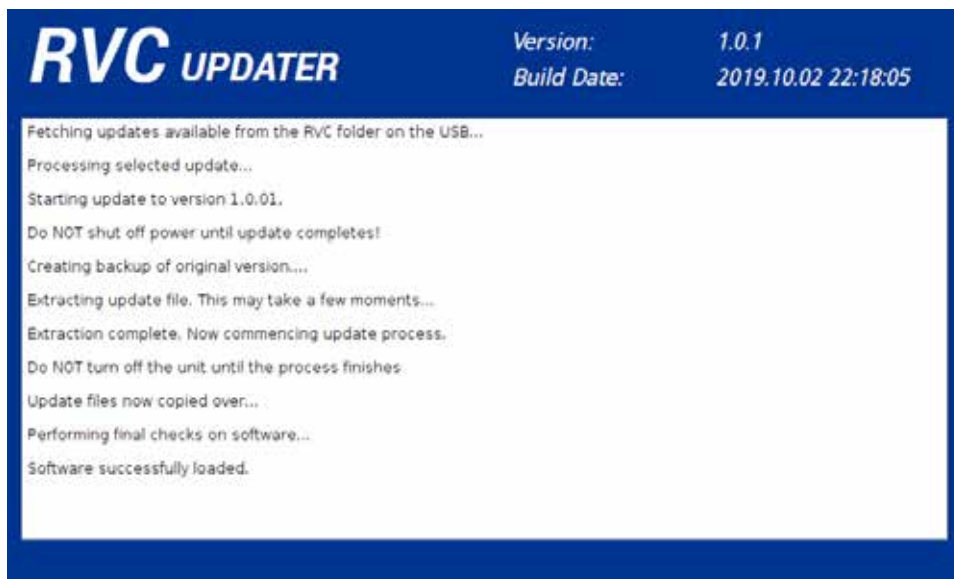 RVC UPDATER
Version: 1.0.1
Build Date: 2019.10.02 22:18:05
Fetching updates available from the RVC folder on the USB...
Processing selected update...
Starting update to version 1.0.01.
Do NOT shut off power until update completes!
Creating backup of original version....
Extracting update file. This may take a few moments...
Extraction complete. Now commencing update process.
Do NOT turn off the unit until the process finishes
Update files now copied over...
Performing final checks on software...
Software successfully loaded.